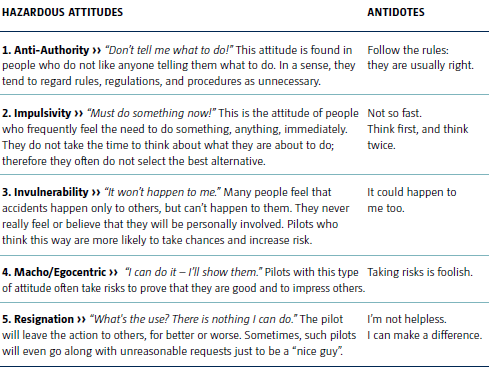 HAZARDOUS ATTITUDES ANTIDOTES
1. Anti-Authority ›› “Don’t tell me what to do!” This attitude is found in
people who do not like anyone telling them what to do. In a sense, they
tend to regard rules, regulations, and procedures as unnecessary.
Follow the rules:
they are usually right.
2. Impulsivity ›› “Must do something now!” This is the attitude of people
who frequently feel the need to do something, anything, immediately.
They do not take the time to think about what they are about to do;
therefore they often do not select the best alternative.
Not so fast.
Think first, and think
twice.
3. Invulnerability ›› “It won’t happen to me.” Many people feel that
accidents happen only to others, but can’t happen to them. They never
really feel or believe that they will be personally involved. Pilots who
think this way are more likely to take chances and increase risk.
It could happen to
me too.
4. Macho/Egocentric ›› “I can do it – I’ll show them.” Pilots with this type
of attitude often take risks to prove that they are good and to impress others.
Taking risks is foolish.
5. Resignation ›› “What’s the use? There is nothing I can do.” The pilot
will leave the action to others, for better or worse. Sometimes, such pilots
will even go along with unreasonable requests just to be a “nice guy”.
I’m not helpless.
I can make a difference.